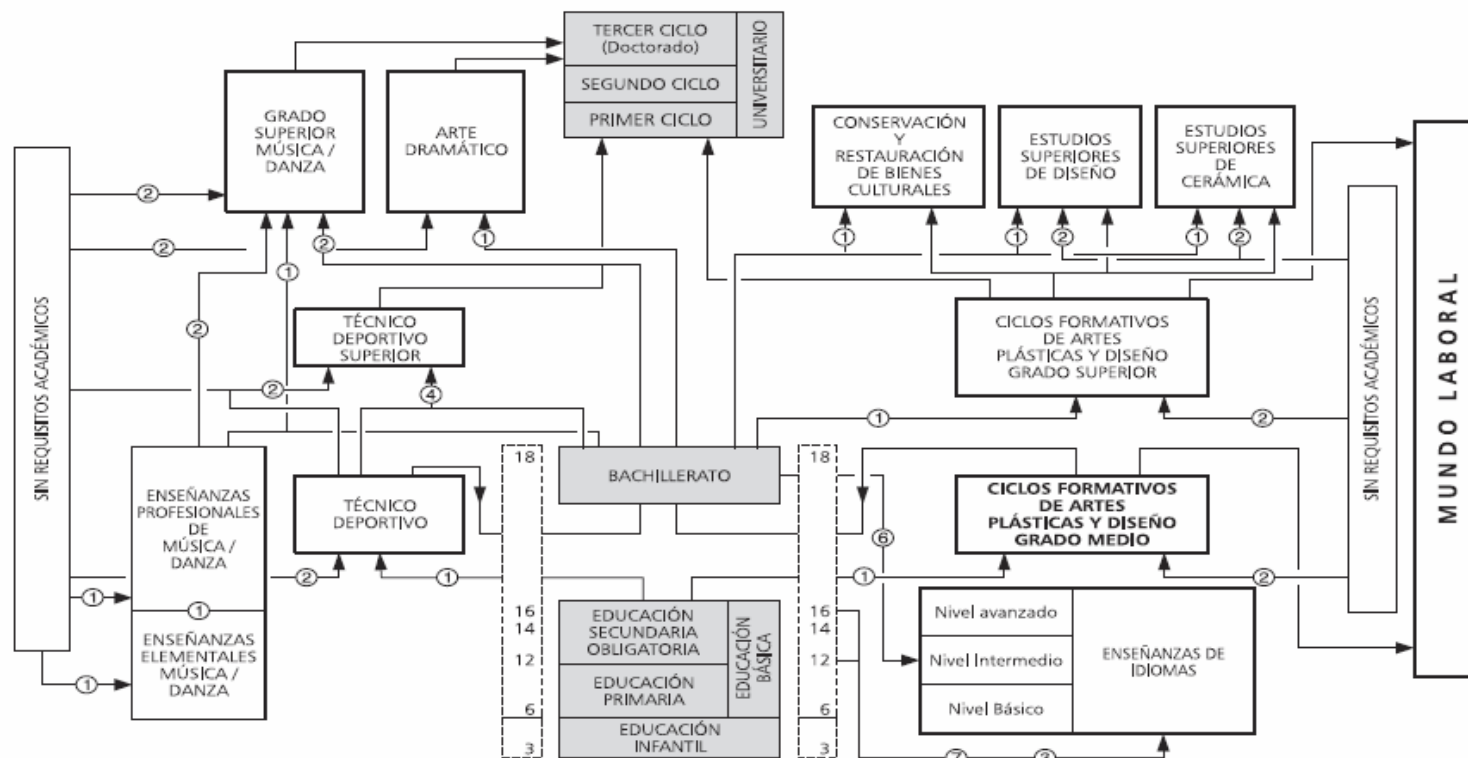 TERCER CICLO
(Doctorado)
SEGUNDO CICLO
PRIMER CICLO
UNIVERSITARIO
GRADO
SUPERIOR
MÚSICA /
DANZA
ARTE
DRAMÁTICO
CONSERVACIÓN
Y
RESTAURACIÓN
DE BIENES
CULTURALES
ESTUDIOS
SUPERIORES
DE DISEÑO
ESTUDIOS
SUPERIORES
DE
CERÁMICA
SIN REQUISITOS ACADÉMICOS
SIN REQUISITOS ACADÉMICOS
MUNDO LABORAL
2
2
2
1
1
1
1
2
1
2
2
1
TÉCNICO
DEPORTIVO
SUPERIOR
CICLOS FORMATIVOS
DE ARTES
PLÁSTICAS Y DISEÑO
GRADO SUPERIOR
2
4
1
2
18
BACHILLERATO
18
ENSEÑANZAS
PROFESIONALES
DE
MÚSICA /
DANZA
TÉCNICO
DEPORTIVO
CICLOS FORMATIVOS
DE ARTES
PLÁSTICAS Y DISEÑO
GRADO MEDIO
6
1
2
1
1
2
1
ENSEÑANZAS
ELEMENTALES
MÚSICA /
DANZA
1
16
14
12
6
3
EDUCACIÓN
SECUNDARIA
OBLIGATORIA
EDUCACIÓN
PRIMARIA
EDUCACIÓN
BÁSICA
EDUCACIÓN
INFANTIL
16
14
12
6
3
Nivel avanzado
Nivel Intermedio
Nivel Básico
ENSEÑANZAS DE
IDIOMAS